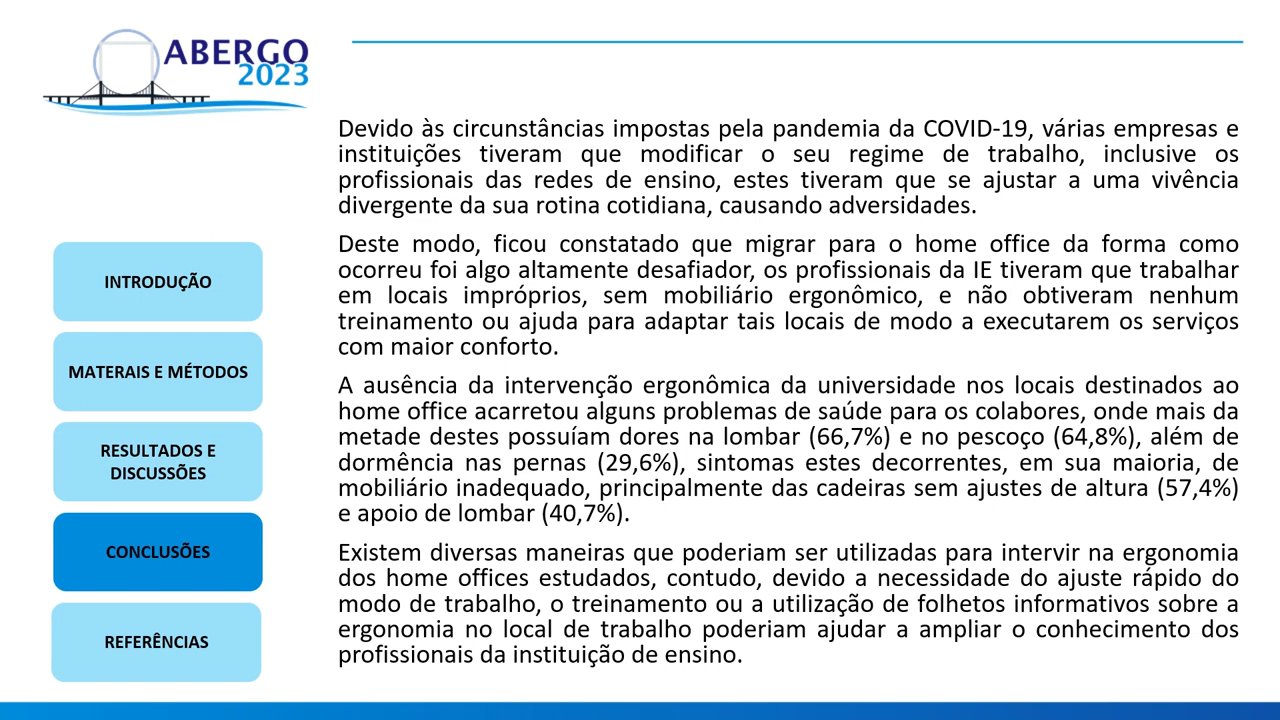 ABERGO
2023
INTRODUÇÃO
MATERAIS E MÉTODOS
RESULTADOS E
DISCUSSÕES
CONCLUSÕES
REFERÊNCIAS
Devido às circunstâncias impostas pela pandemia da COVID-19, várias empresas e
instituições tiveram que modificar o seu regime de trabalho, inclusive os
profissionais das redes de ensino, estes tiveram que se ajustar a uma vivência
divergente da sua rotina cotidiana, causando adversidades.
Deste modo, ficou constatado que migrar para o home office da forma como
ocorreu foi algo altamente desafiador, os profissionais da IE tiveram que trabalhar
em locais impróprios, sem mobiliário ergonômico, e não obtiveram nenhum
treinamento ou ajuda para adaptar tais locais de modo a executarem os serviços
com maior conforto.
A ausência da intervenção ergonômica da universidade nos locais destinados ao
home office acarretou alguns problemas de saúde para os colabores, onde mais da
metade destes possuíam dores na lombar (66,7%) e no pescoço (64,8%), além de
dormência nas pernas (29,6%), sintomas estes decorrentes, em sua maioria, de
mobiliário inadequado, principalmente das cadeiras sem ajustes de altura (57,4%)
e apoio de lombar (40,7%).
Existem diversas maneiras que poderiam ser utilizadas para intervir na ergonomia
dos home offices estudados, contudo, devido a necessidade do ajuste rápido do
modo de trabalho, o treinamento ou a utilização de folhetos informativos sobre a
ergonomia no local de trabalho poderiam ajudar a ampliar o conhecimento dos
profissionais da instituição de ensino.